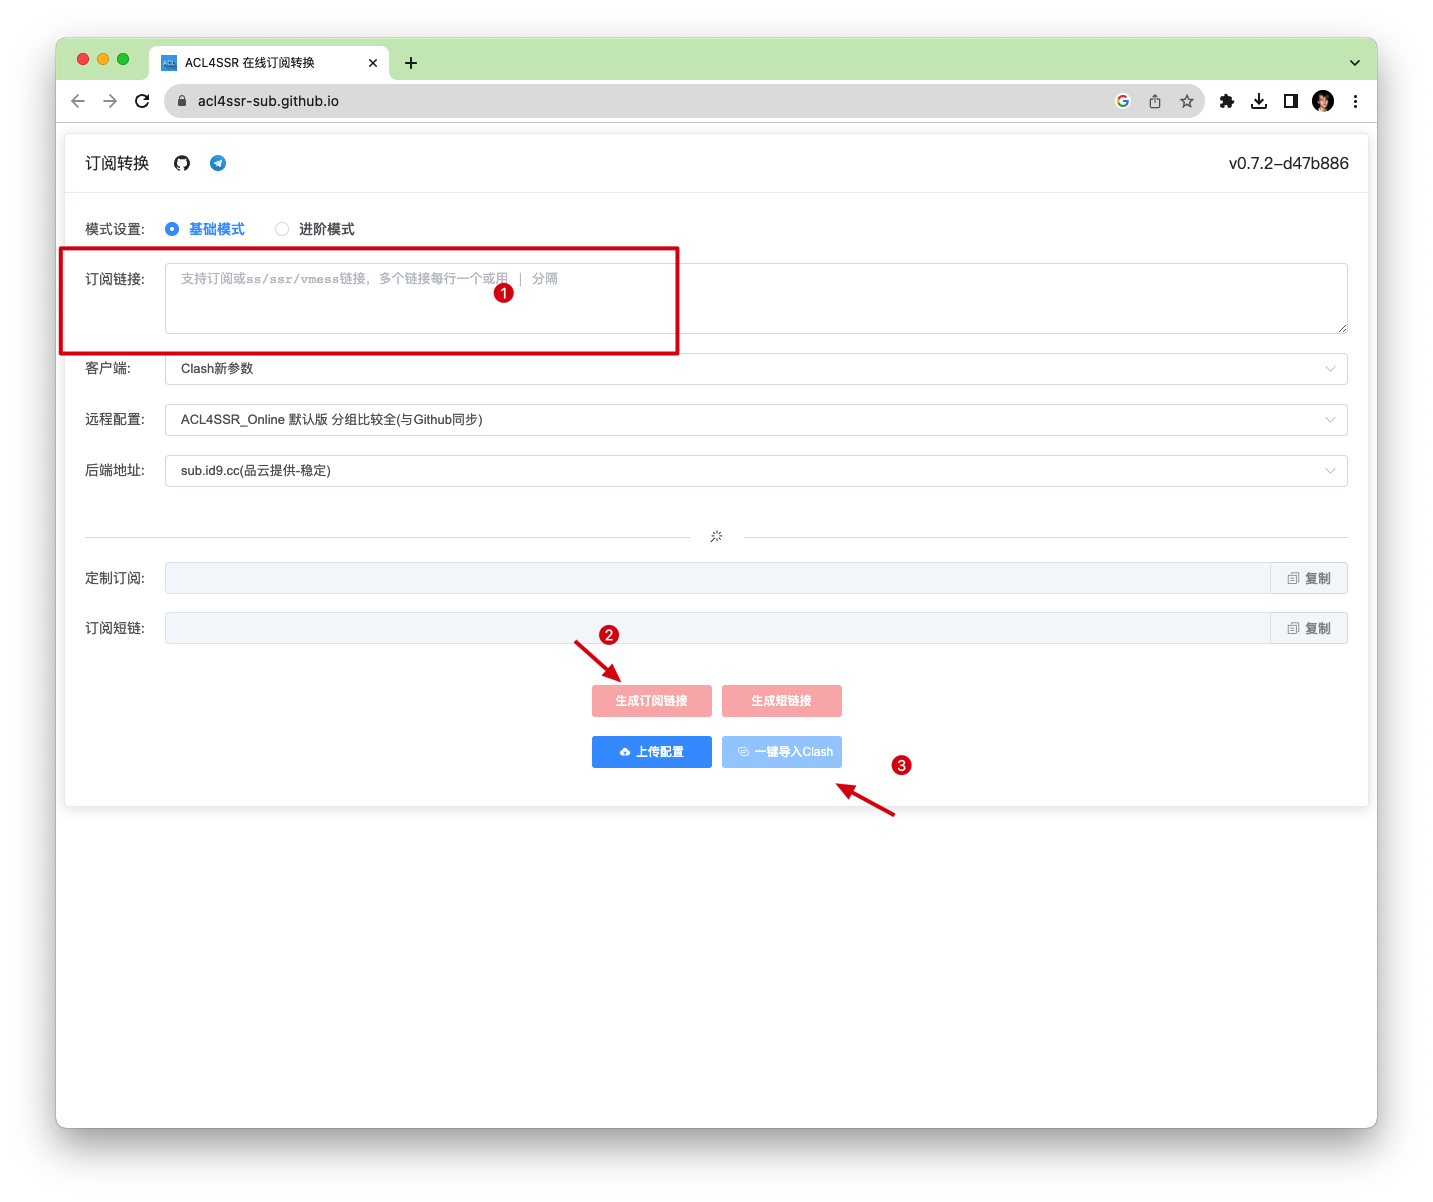 ACL ACL4SSR 在线订阅转换
acl4ssr-sub.github.io
订阅转换
v0.7.2-d47b886
模式设置: 基础模式 进阶模式
订阅链接: 支持订阅或ss/ssr/vmess链接，多个链接每行一个或用 | 分隔
1
客户端: Clash新参数
远程配置: ACL4SSR_Online 默认版 分组比较全(与Github同步)
后端地址: sub.id9.cc(品云提供-稳定)
定制订阅: 复制
订阅短链: 复制
2
生成订阅链接 生成短链接
上传配置 一键导入Clash
3